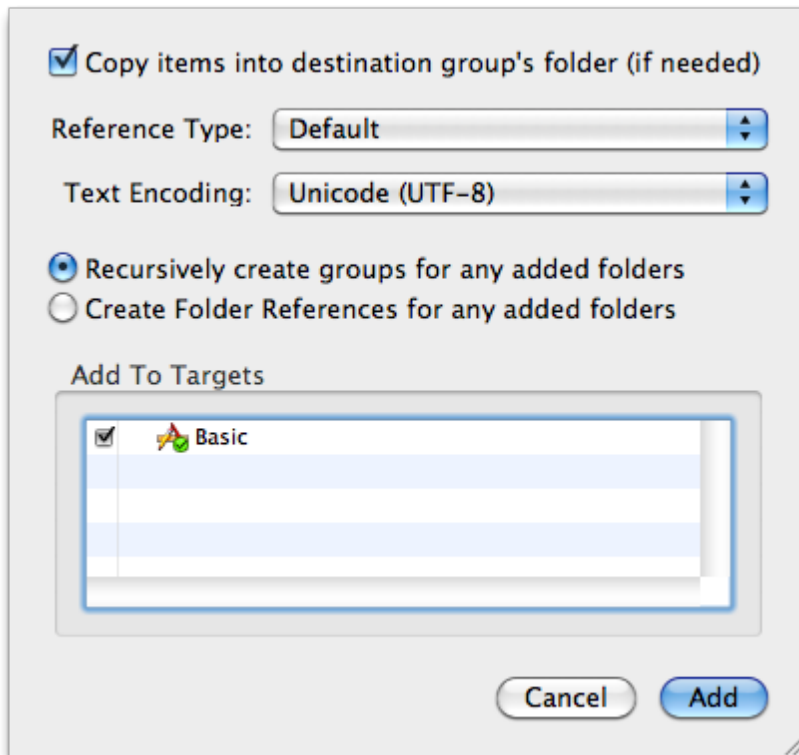 Copy items into destination group's folder (if needed)
Reference Type: Default
Text Encoding: Unicode (UTF-8)
Recursively create groups for any added folders
Create Folder References for any added folders
Add To Targets
Basic
Cancel Add